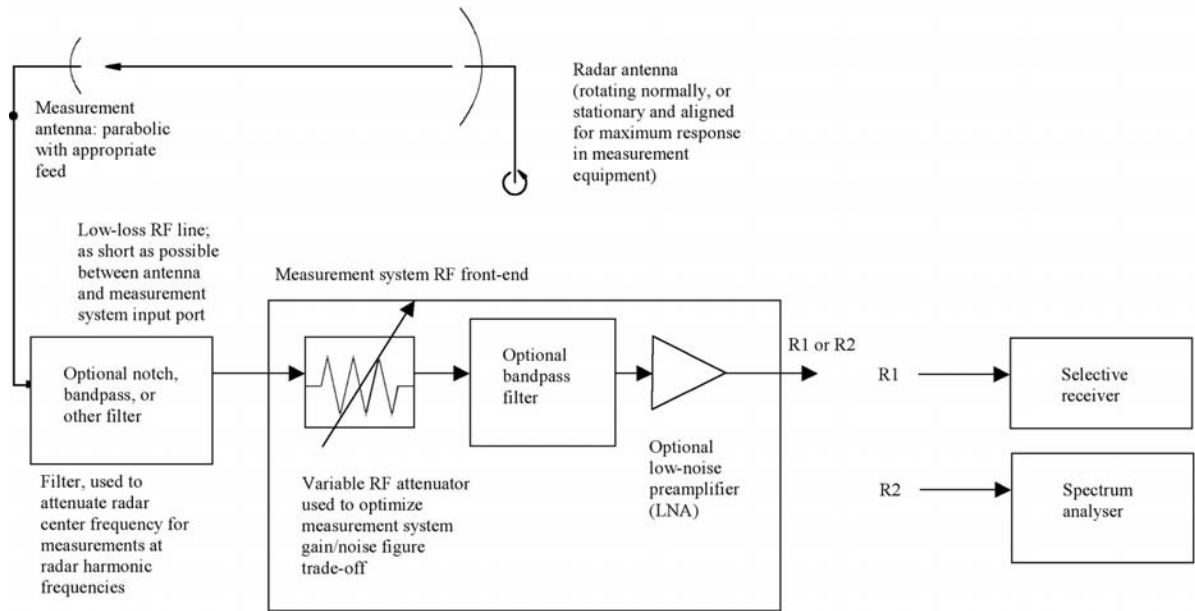 Measurement
antenna: parabolic
with appropriate
feed
Radar antenna
(rotating normally, or
stationary and aligned
for maximum response
in measurement
equipment)
Low-loss RF line;
as short as possible
between antenna
and measurement
system input port
Measurement system RF front-end
Optional notch,
bandpass, or
other filter
Optional
bandpass
filter
R1 or R2
R1
Selective
receiver
Filter, used to
attenuate radar
center frequency for
measurements at
radar harmonic
frequencies
Variable RF attenuator
used to optimize
measurement system
gain/noise figure
trade-off
Optional
low-noise
preamplifier
(LNA)
R2
Spectrum
analyser